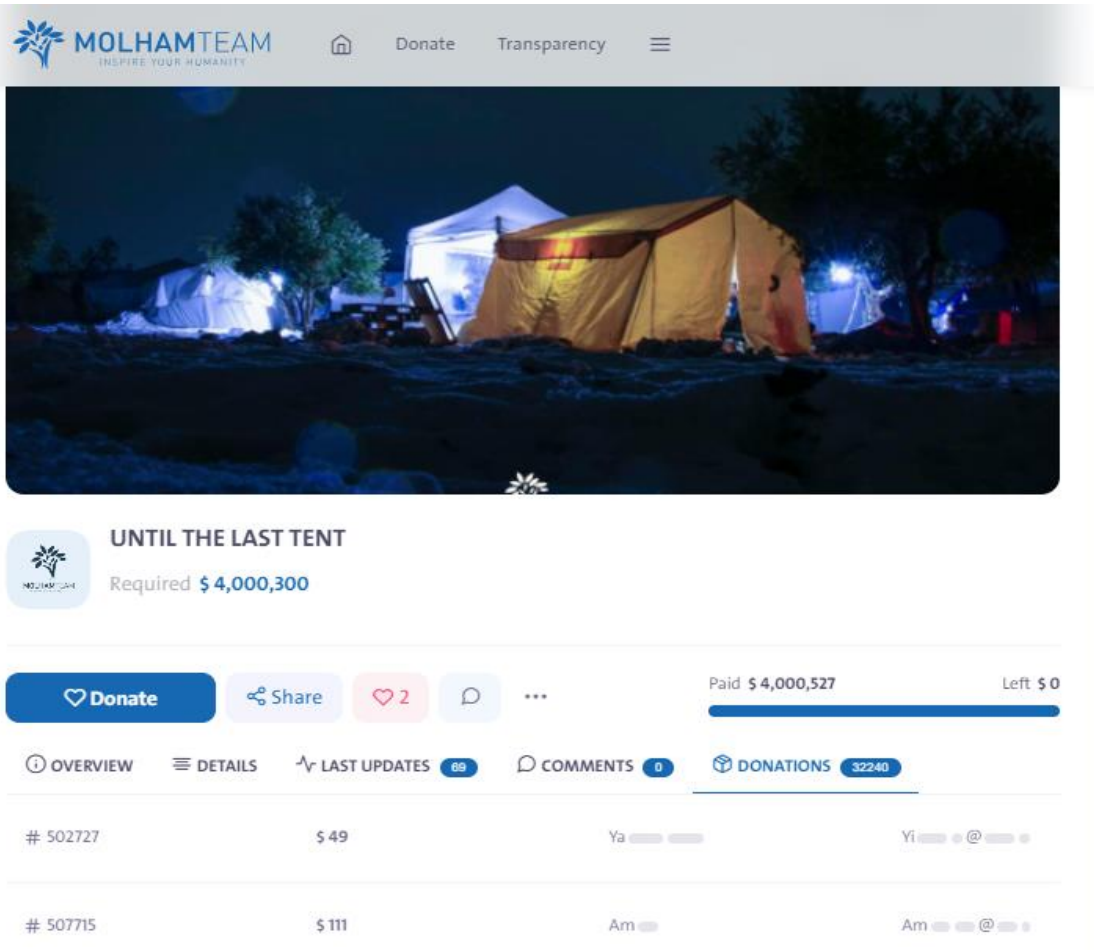 MOLHAMTEAM
INSPIRE YOUR HUMANITY
Donate
Transparency
UNTIL THE LAST TENT
MOLHAMTEAM
Required $ 4,000,300
Donate
Share
2
Paid $ 4,000,527
Left $ 0
OVERVIEW
DETAILS
LAST UPDATES 69
COMMENTS 0
DONATIONS 32240
# 502727
$ 49
Ya
Yi @
# 507715
$ 111
Am
Am @